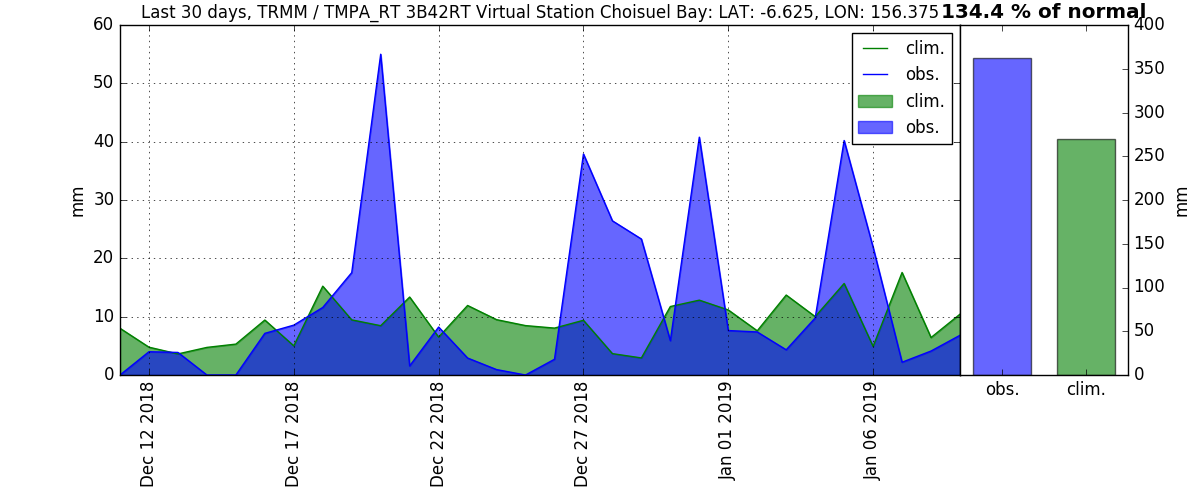 Last 30 days, TRMM / TMPA_RT 3B42RT Virtual Station Choisuel Bay: LAT: -6.625, LON: 156.375
134.4 % of normal
60
50
40
30
20
10
0
mm
clim.
obs.
clim.
obs.
Dec 12 2018
Dec 17 2018
Dec 22 2018
Dec 27 2018
Jan 01 2019
Jan 06 2019
400
350
300
250
200
150
100
50
0
mm
obs.
clim.